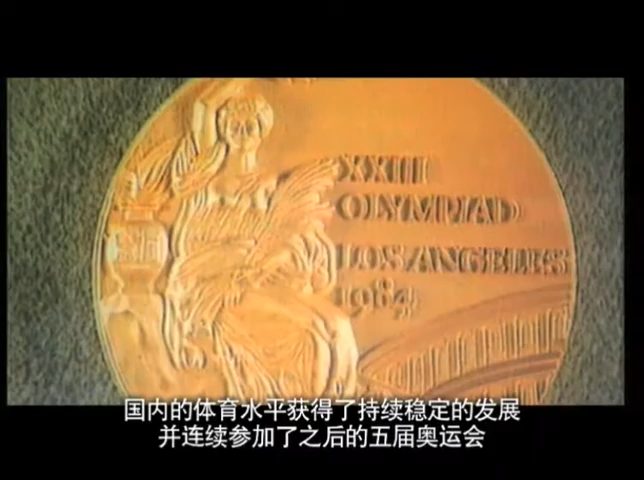 XXIII
OLYMPIAD
LOS ANGELES
1984
国内的体育水平获得了持续稳定的发展
并连续参加了之后的五届奥运会